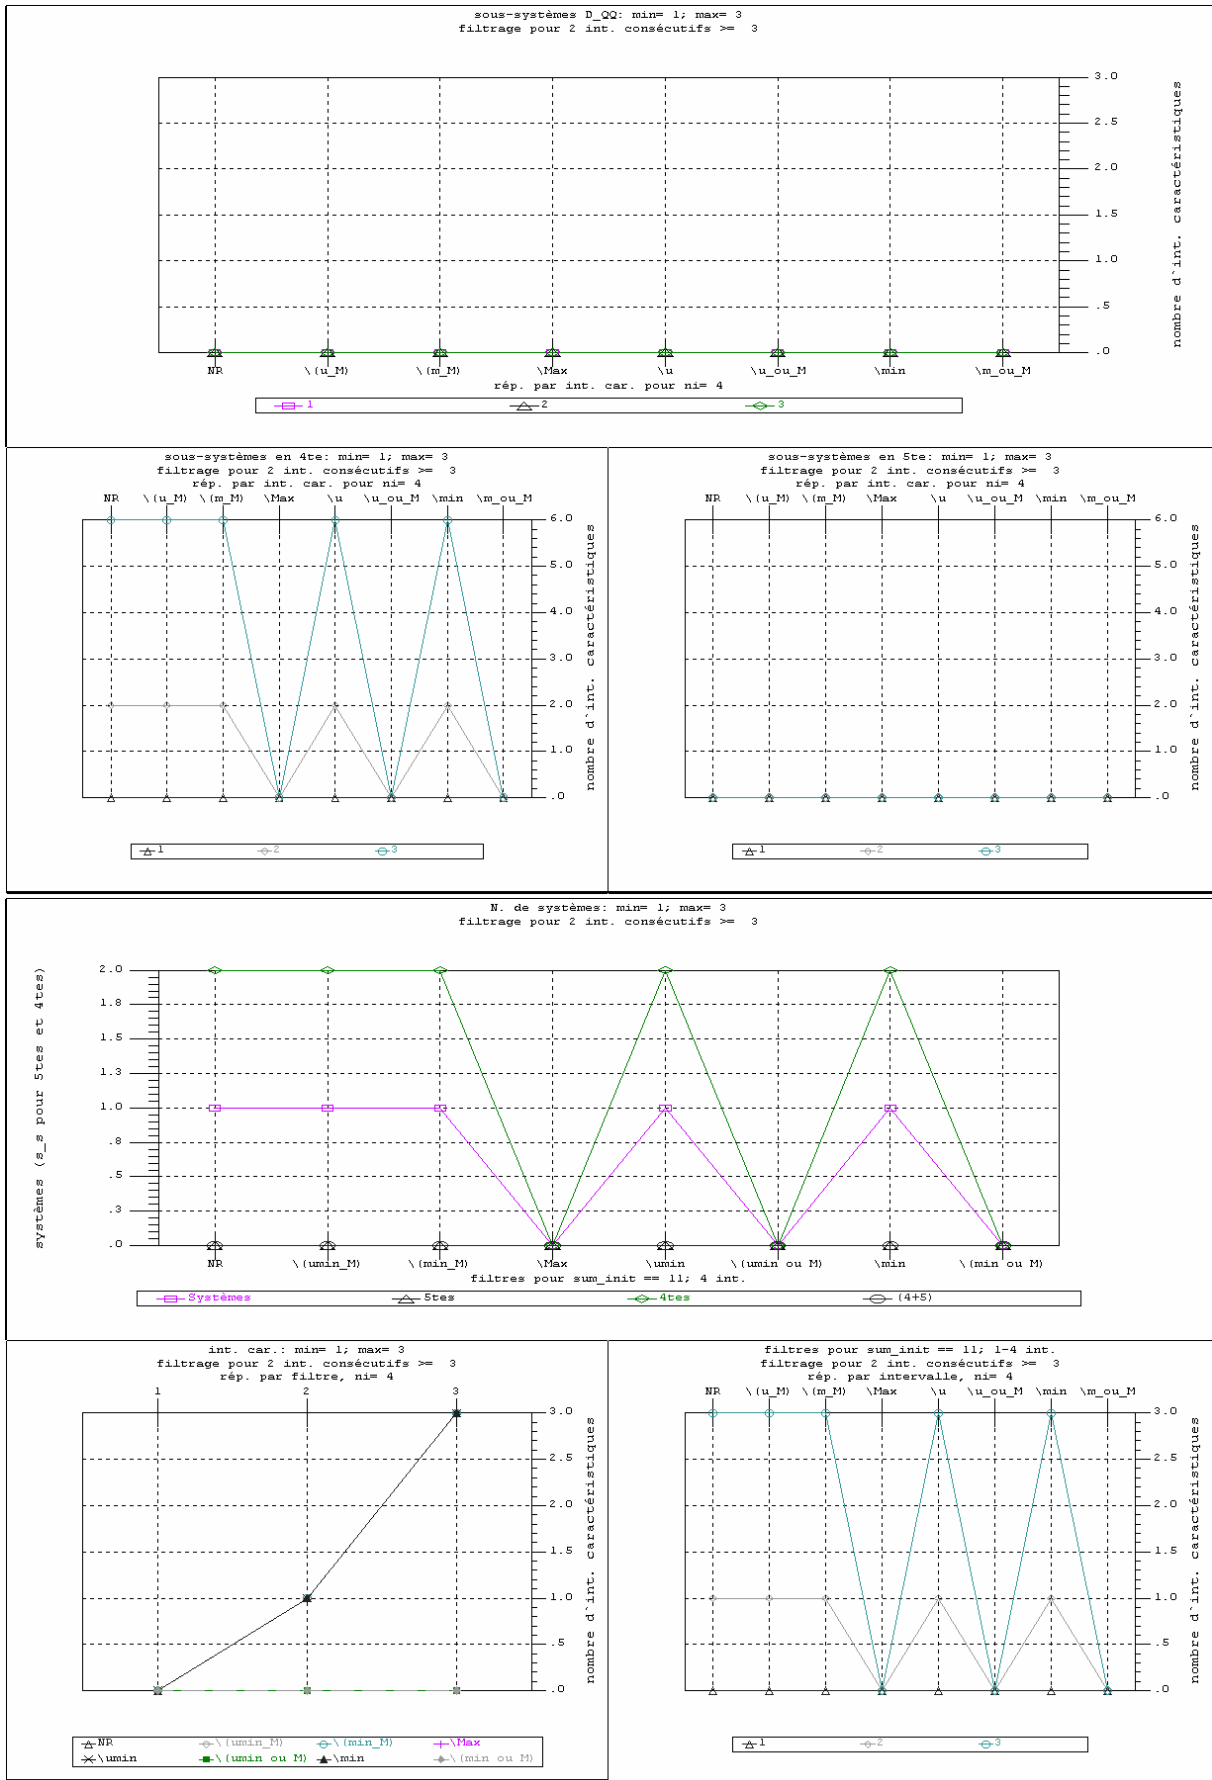 sous-systèmes D_QQ: min= 1; max= 3
filtrage pour 2 int. consécutifs >= 3
3.0
2.5
2.0
1.5
1.0
.5
.0
nombre d`int. caractéristiques
NR \(u_M) \(m_M) \Max \u \u_ou_M \min \m_ou_M
rép. par int. car. pour ni= 4
1 2 3
sous-systèmes en 4te: min= 1; max= 3
filtrage pour 2 int. consécutifs >= 3
rép. par int. car. pour ni= 4
NR \(u_M) \(m_M) \Max \u \u_ou_M \min \m_ou_M
6.0
5.0
4.0
3.0
2.0
1.0
.0
nombre d`int. caractéristiques
1 2 3
sous-systèmes en 5te: min= 1; max= 3
filtrage pour 2 int. consécutifs >= 3
rép. par int. car. pour ni= 4
NR \(u_M) \(m_M) \Max \u \u_ou_M \min \m_ou_M
6.0
5.0
4.0
3.0
2.0
1.0
.0
nombre d`int. caractéristiques
1 2 3
N. de systèmes: min= 1; max= 3
filtrage pour 2 int. consécutifs >= 3
systèmes (s_s pour 5tes et 4tes)
2.0
1.8
1.5
1.3
1.0
.8
.5
.3
.0
NR \(umin_M) \(min_M) \Max \umin \(umin ou M) \min \(min ou M)
filtres pour sum_init == 11; 4 int.
Systèmes 5tes 4tes (4+5)
int. car.: min= 1; max= 3
filtrage pour 2 int. consécutifs >= 3
rép. par filtre, ni= 4
1 2 3
3.0
2.5
2.0
1.5
1.0
.5
.0
nombre d`int. caractéristiques
NR \(umin_M) \(min_M) \Max
\umin \(umin ou M) \min \(min ou M)
filtres pour sum_init == 11; 1-4 int.
filtrage pour 2 int. consécutifs >= 3
rép. par intervalle, ni= 4
NR \(u_M) \(m_M) \Max \u \u_ou_M \min \m_ou_M
3.0
2.5
2.0
1.5
1.0
.5
.0
nombre d`int. caractéristiques
1 2 3